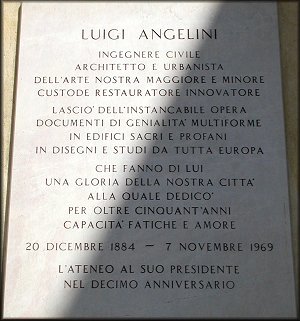 LUIGI ANGELINI
INGEGNERE CIVILE
ARCHITETTO E URBANISTA
DELL'ARTE NOSTRA MAGGIORE E MINORE
CUSTODE RESTAURATORE INNOVATORE
LASCIO' DELL'INSTANCABILE OPERA
DOCUMENTI DI GENIALITA' MULTIFORME
IN EDIFICI SACRI E PROFANI
IN DISEGNI E STUDI DA TUTTA EUROPA
CHE FANNO DI LUI
UNA GLORIA DELLA NOSTRA CITTA'
ALLA QUALE DEDICO'
PER OLTRE CINQUANT'ANNI
CAPACITA' FATICHE E AMORE
20 DICEMBRE 1884 — 7 NOVEMBRE 1969
L'ATENEO AL SUO PRESIDENTE
NEL DECIMO ANNIVERSARIO